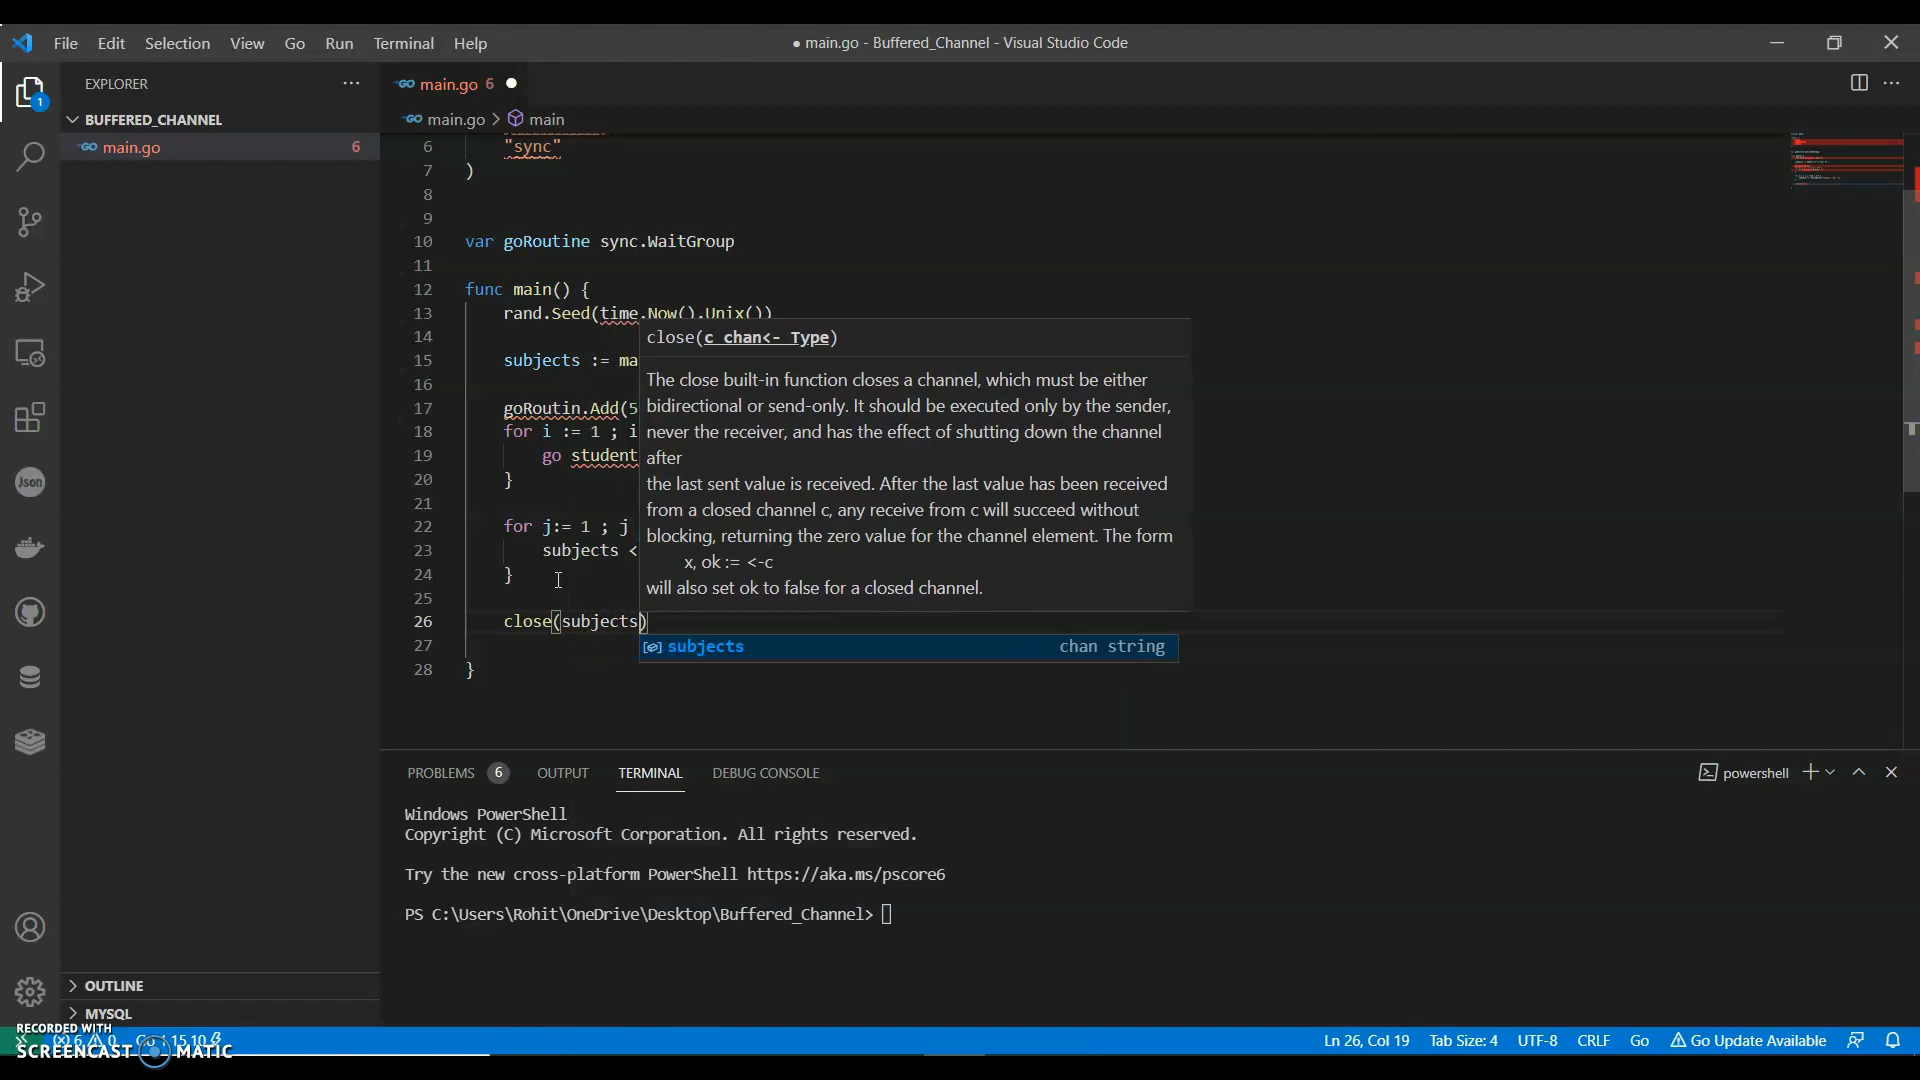 File Edit Selection View Go Run Terminal Help
● main.go - Buffered_Channel - Visual Studio Code
EXPLORER
main.go 6
1
BUFFERED_CHANNEL
main.go > main
main.go 6
6 "sync"
7 )
8
9
10 var goRoutine sync.WaitGroup
11
12 func main() {
13 rand.Seed(time.Now().Unix())
14
close(c chan<- Type)
15 subjects := ma
16
The close built-in function closes a channel, which must be either
17 goRoutin.Add(5
bidirectional or send-only. It should be executed only by the sender,
18 for i := 1 ; i
never the receiver, and has the effect of shutting down the channel
19 go student
after
20 }
the last sent value is received. After the last value has been received
21
from a closed channel c, any receive from c will succeed without
22 for j:= 1 ; j
blocking, returning the zero value for the channel element. The form
23 subjects <
x, ok := <-c
24 }
will also set ok to false for a closed channel.
25
26 close(subjects)
27
subjects chan string
28 }
PROBLEMS 6 OUTPUT TERMINAL DEBUG CONSOLE
powershell
Windows PowerShell
Copyright (C) Microsoft Corporation. All rights reserved.
Try the new cross-platform PowerShell https://aka.ms/pscore6
PS C:\Users\Rohit\OneDrive\Desktop\Buffered_Channel>
Json
OUTLINE
MYSQL
RECORDED WITH
SCREENCAST MATIC
6 0 Go 1.15.10
Ln 26, Col 19 Tab Size: 4 UTF-8 CRLF Go Go Update Available